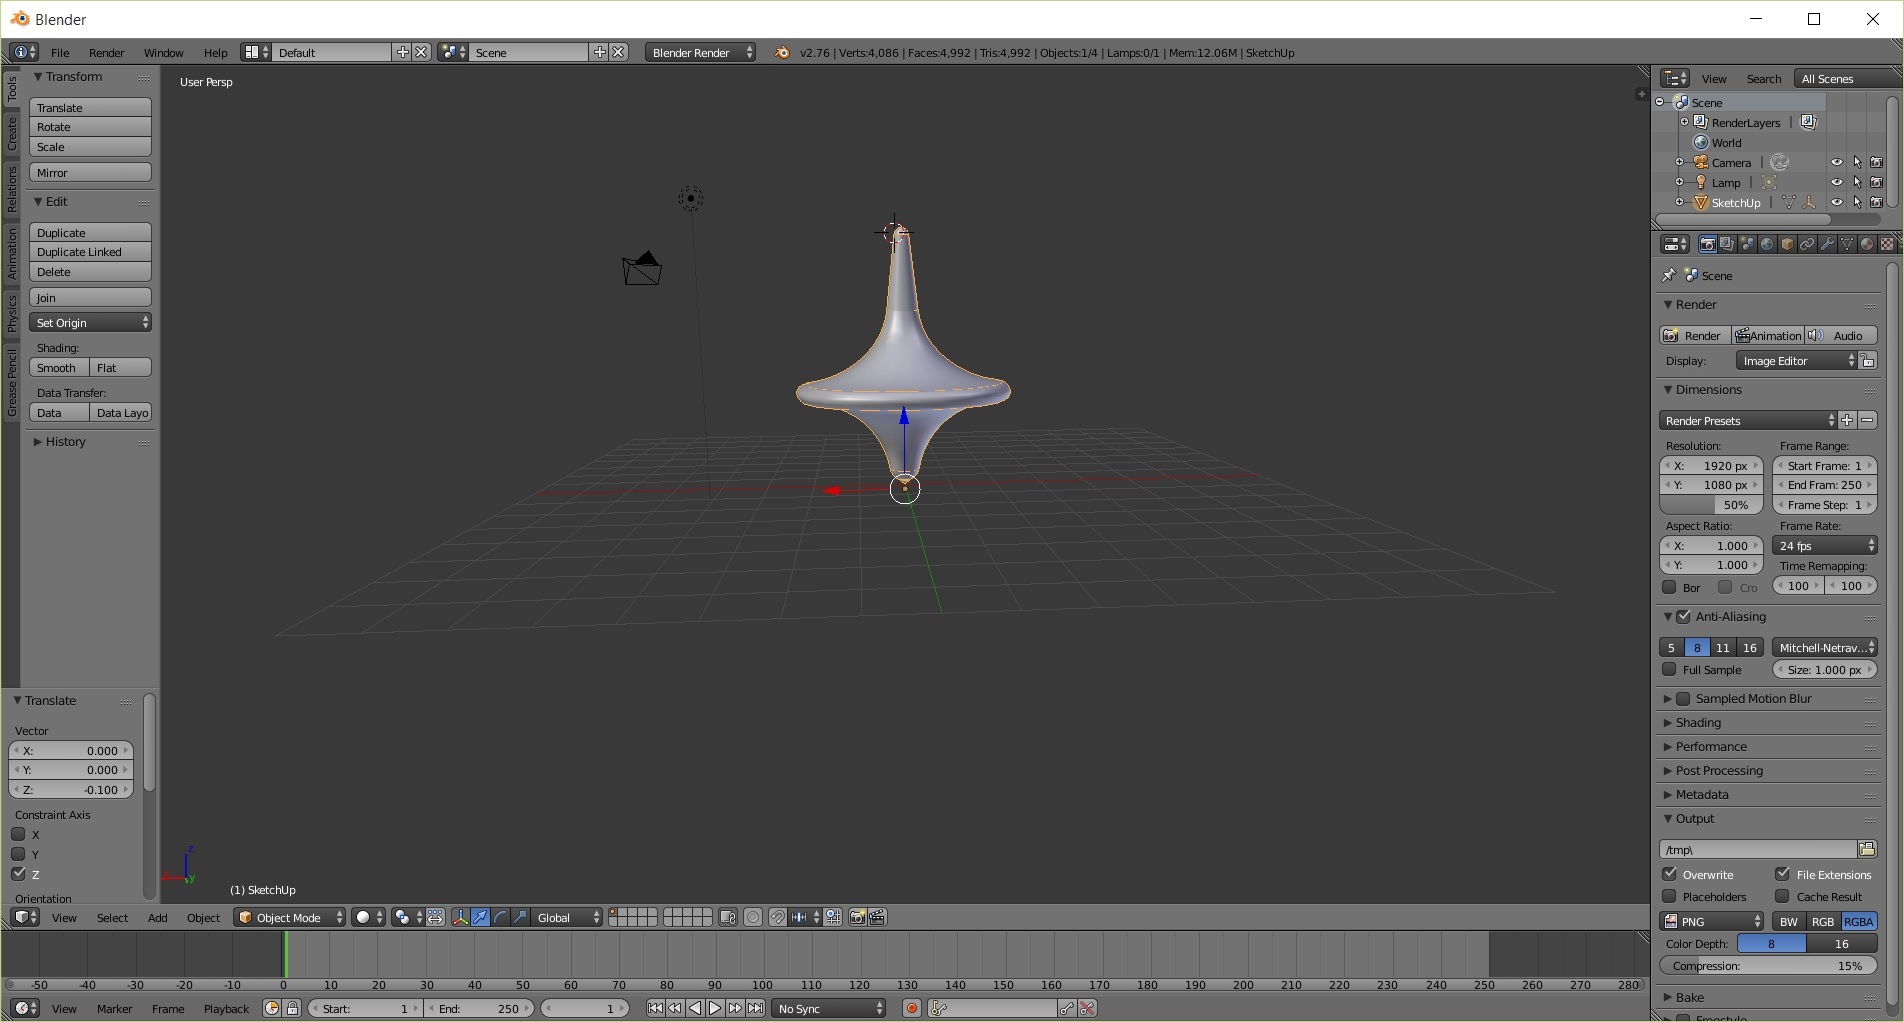 Blender
File Render Window Help Default Scene Blender Render v2.76 | Verts:4,086 | Faces:4,992 | Tris:4,992 | Objects:1/4 | Lamps:0/1 | Mem:12.06M | SketchUp
Tools
Create
Relations
Animation
Physics
Grease Pencil
Transform
Translate
Rotate
Scale
Mirror
Edit
Duplicate
Duplicate Linked
Delete
Join
Set Origin
Shading:
Smooth Flat
Data Transfer:
Data Data Layo
History
Translate
Vector
X: 0.000
Y: 0.000
Z: -0.100
Constraint Axis
X
Y
Z
Orientation
User Persp
z
y
(1) SketchUp
View Select Add Object Object Mode Global
View Search All Scenes
Scene
RenderLayers |
World
Camera |
Lamp |
SketchUp |
Scene
Render
Render Animation Audio
Display: Image Editor
Dimensions
Render Presets
Resolution: Frame Range:
X: 1920 px Start Frame: 1
Y: 1080 px End Fram: 250
50% Frame Step: 1
Aspect Ratio: Frame Rate:
X: 1.000 24 fps
Y: 1.000 Time Remapping:
Bor Cro 100 100
Anti-Aliasing
5 8 11 16 Mitchell-Netrav...
Full Sample Size: 1.000 px
Sampled Motion Blur
Shading
Performance
Post Processing
Metadata
Output
/tmp\
Overwrite File Extensions
Placeholders Cache Result
PNG BW RGB RGBA
Color Depth: 8 16
Compression: 15%
Bake
Freestyle
-50 -40 -30 -20 -10 0 10 20 30 40 50 60 70 80 90 100 110 120 130 140 150 160 170 180 190 200 210 220 230 240 250 260 270 280
View Marker Frame Playback Start: 1 End: 250 1 No Sync